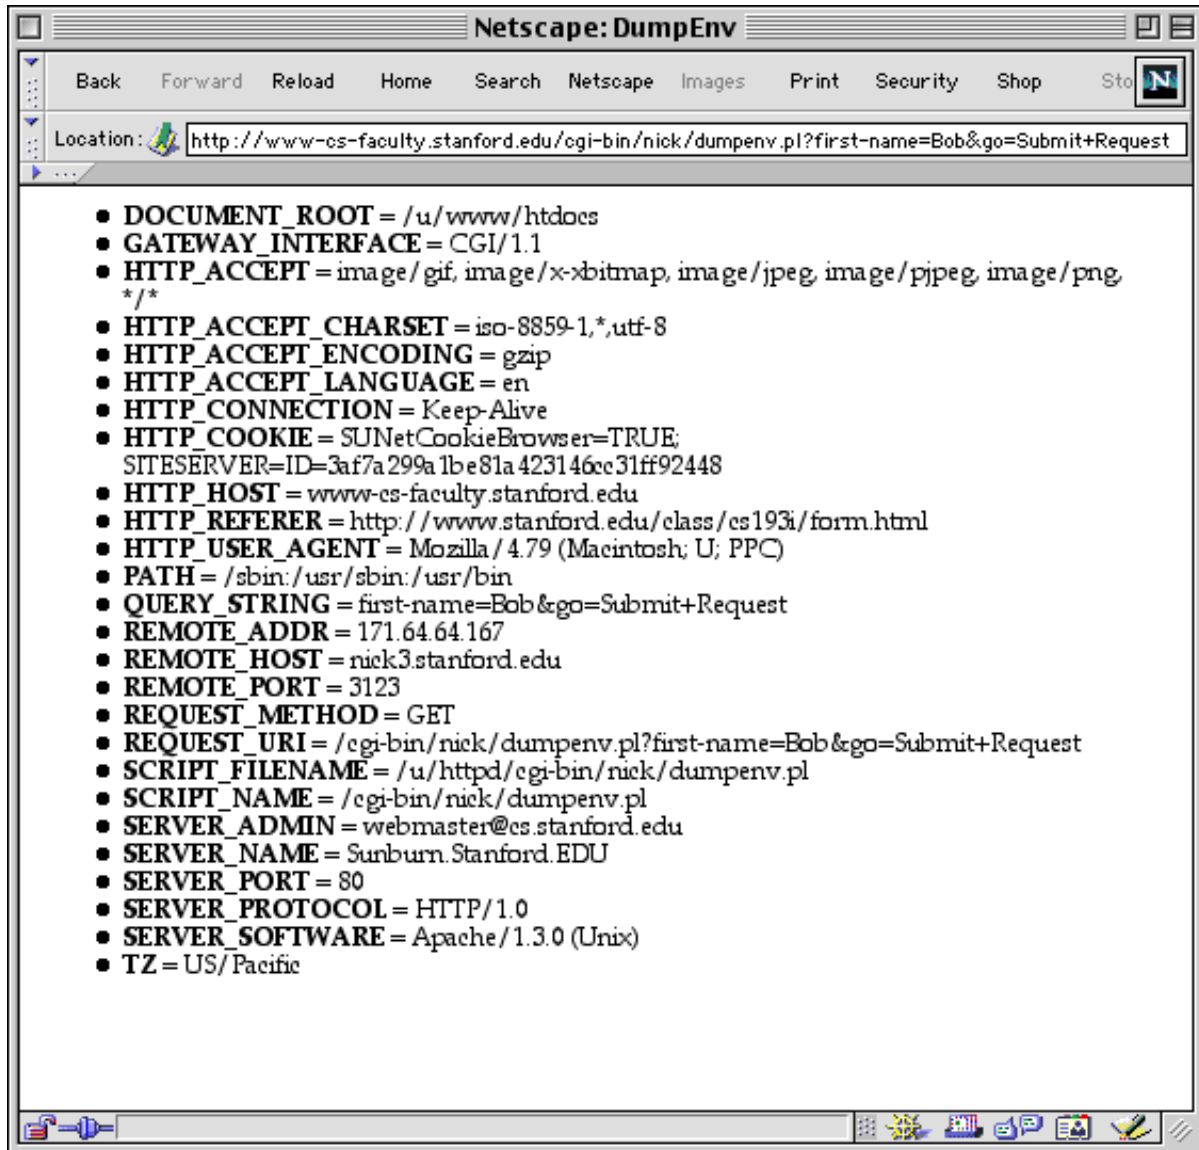 Netscape: DumpEnv
Back Forward Reload Home Search Netscape Images Print Security Shop Sto N
Location: http://www-cs-faculty.stanford.edu/cgi-bin/nick/dumpenv.pl?first-name=Bob&go=Submit+Request
...
● DOCUMENT_ROOT = /u/www/htdocs
● GATEWAY_INTERFACE = CGI/1.1
● HTTP_ACCEPT = image/gif, image/x-xbitmap, image/jpeg, image/pjpeg, image/png,
*/*
● HTTP_ACCEPT_CHARSET = iso-8859-1,*,utf-8
● HTTP_ACCEPT_ENCODING = gzip
● HTTP_ACCEPT_LANGUAGE = en
● HTTP_CONNECTION = Keep-Alive
● HTTP_COOKIE = SUNetCookieBrowser=TRUE;
SITESERVER=ID=3af7a299a1be81a423146cc31ff92448
● HTTP_HOST = www-cs-faculty.stanford.edu
● HTTP_REFERER = http://www.stanford.edu/class/cs193i/form.html
● HTTP_USER_AGENT = Mozilla/4.79 (Macintosh; U; PPC)
● PATH = /sbin:/usr/sbin:/usr/bin
● QUERY_STRING = first-name=Bob&go=Submit+Request
● REMOTE_ADDR = 171.64.64.167
● REMOTE_HOST = nick3.stanford.edu
● REMOTE_PORT = 3123
● REQUEST_METHOD = GET
● REQUEST_URI = /cgi-bin/nick/dumpenv.pl?first-name=Bob&go=Submit+Request
● SCRIPT_FILENAME = /u/httpd/cgi-bin/nick/dumpenv.pl
● SCRIPT_NAME = /cgi-bin/nick/dumpenv.pl
● SERVER_ADMIN = webmaster@cs.stanford.edu
● SERVER_NAME = Sunburn.Stanford.EDU
● SERVER_PORT = 80
● SERVER_PROTOCOL = HTTP/1.0
● SERVER_SOFTWARE = Apache/1.3.0 (Unix)
● TZ = US/Pacific